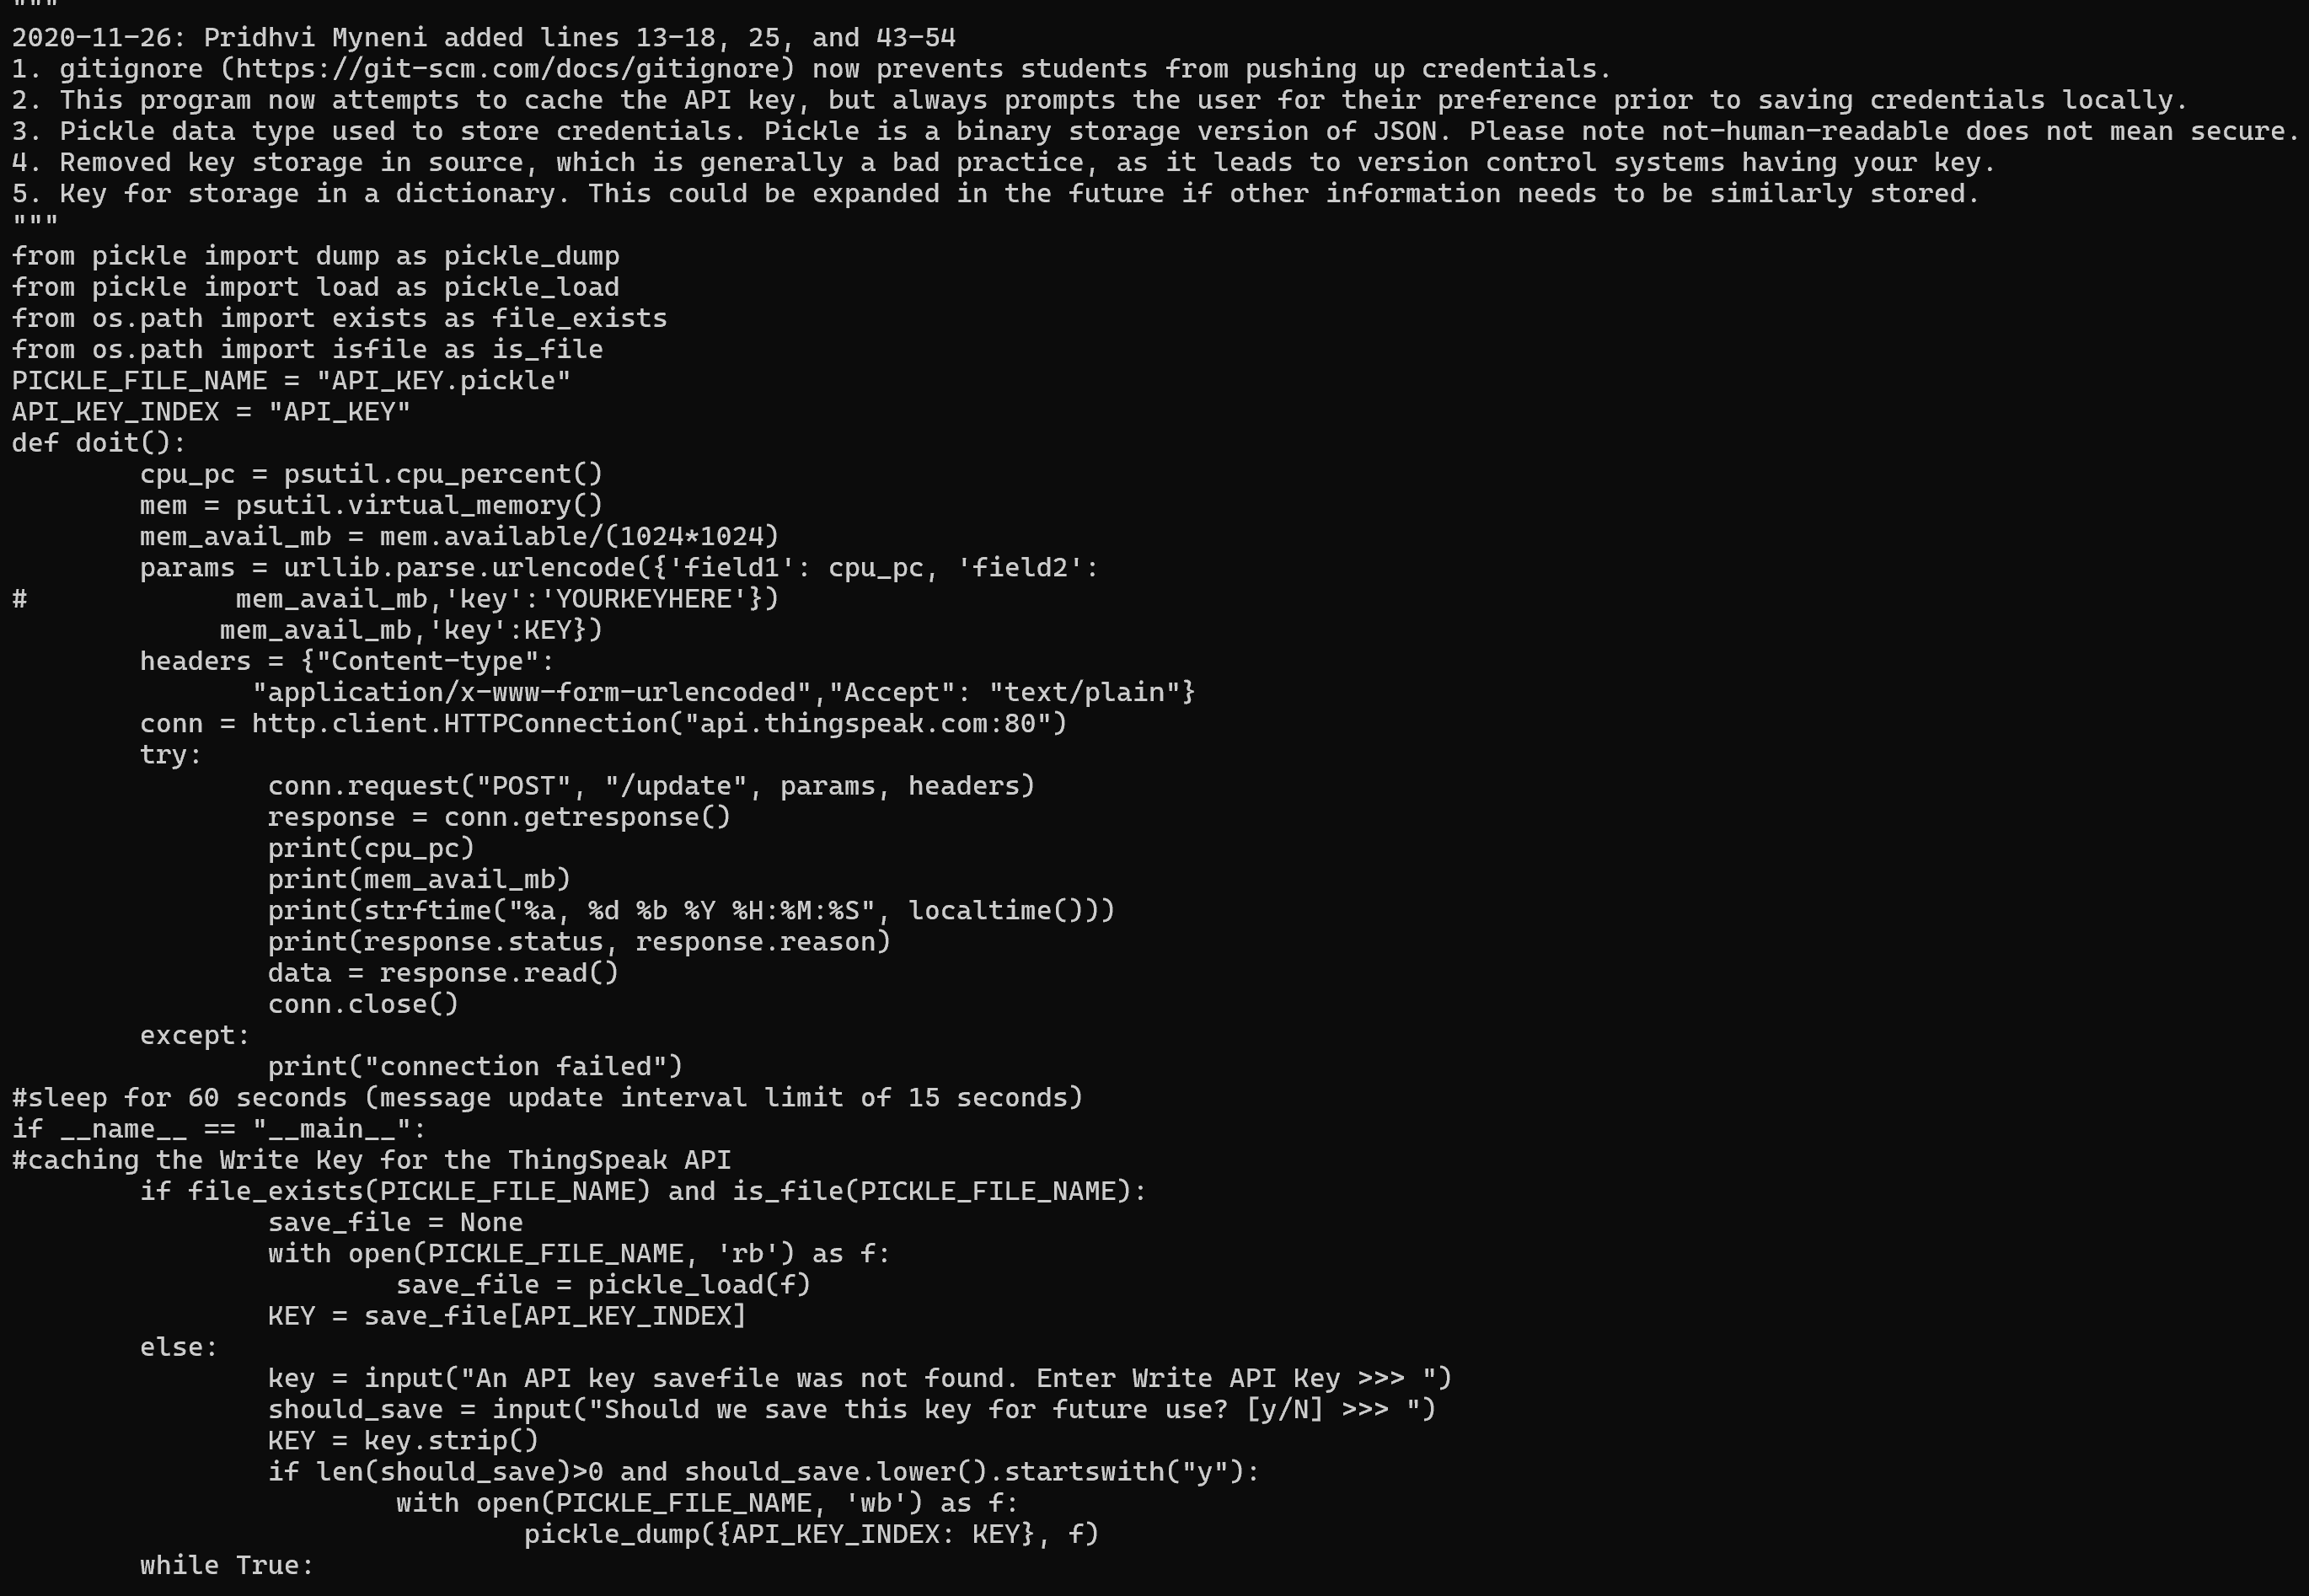 """
2020-11-26: Pridhvi Myneni added lines 13-18, 25, and 43-54
1. gitignore (https://git-scm.com/docs/gitignore) now prevents students from pushing up credentials.
2. This program now attempts to cache the API key, but always prompts the user for their preference prior to saving credentials locally.
3. Pickle data type used to store credentials. Pickle is a binary storage version of JSON. Please note not-human-readable does not mean secure.
4. Removed key storage in source, which is generally a bad practice, as it leads to version control systems having your key.
5. Key for storage in a dictionary. This could be expanded in the future if other information needs to be similarly stored.
"""
from pickle import dump as pickle_dump
from pickle import load as pickle_load
from os.path import exists as file_exists
from os.path import isfile as is_file
PICKLE_FILE_NAME = "API_KEY.pickle"
API_KEY_INDEX = "API_KEY"
def doit():
        cpu_pc = psutil.cpu_percent()
        mem = psutil.virtual_memory()
        mem_avail_mb = mem.available/(1024*1024)
        params = urllib.parse.urlencode({'field1': cpu_pc, 'field2':
#             mem_avail_mb,'key':'YOURKEYHERE'})
             mem_avail_mb,'key':KEY})
        headers = {"Content-type":
               "application/x-www-form-urlencoded","Accept": "text/plain"}
        conn = http.client.HTTPConnection("api.thingspeak.com:80")
        try:
                conn.request("POST", "/update", params, headers)
                response = conn.getresponse()
                print(cpu_pc)
                print(mem_avail_mb)
                print(strftime("%a, %d %b %Y %H:%M:%S", localtime()))
                print(response.status, response.reason)
                data = response.read()
                conn.close()
        except:
                print("connection failed")
#sleep for 60 seconds (message update interval limit of 15 seconds)
if __name__ == "__main__":
#caching the Write Key for the ThingSpeak API
        if file_exists(PICKLE_FILE_NAME) and is_file(PICKLE_FILE_NAME):
                save_file = None
                with open(PICKLE_FILE_NAME, 'rb') as f:
                        save_file = pickle_load(f)
                KEY = save_file[API_KEY_INDEX]
        else:
                key = input("An API key savefile was not found. Enter Write API Key >>> ")
                should_save = input("Should we save this key for future use? [y/N] >>> ")
                KEY = key.strip()
                if len(should_save)>0 and should_save.lower().startswith("y"):
                        with open(PICKLE_FILE_NAME, 'wb') as f:
                                pickle_dump({API_KEY_INDEX: KEY}, f)
        while True: